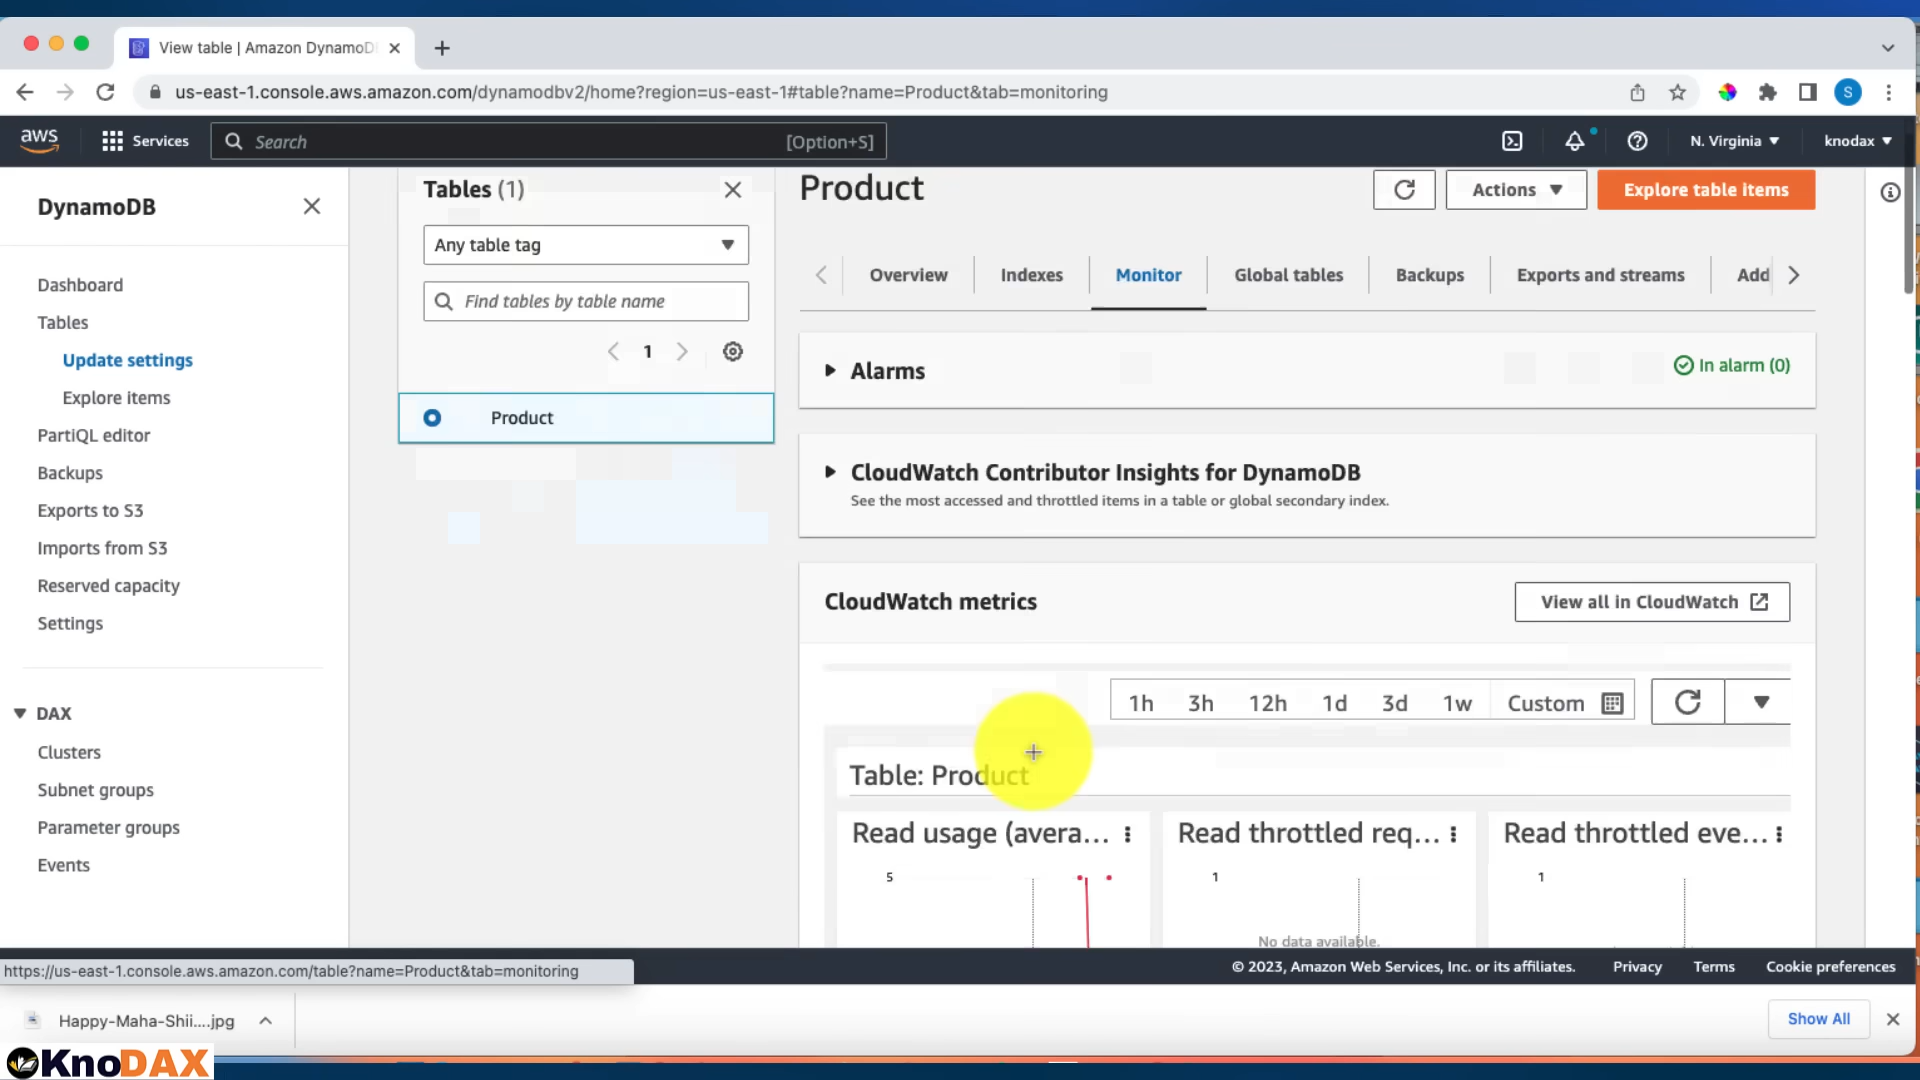 View table | Amazon DynamoD
us-east-1.console.aws.amazon.com/dynamodbv2/home?region=us-east-1#table?name=Product&tab=monitoring
S
aws
Services
Search
[Option+S]
N. Virginia
knodax
DynamoDB
Dashboard
Tables
Update settings
Explore items
PartiQL editor
Backups
Exports to S3
Imports from S3
Reserved capacity
Settings
DAX
Clusters
Subnet groups
Parameter groups
Events
Tables (1)
Any table tag
Find tables by table name
1
Product
Product
Actions
Explore table items
Overview
Indexes
Monitor
Global tables
Backups
Exports and streams
Add
Alarms
In alarm (0)
CloudWatch Contributor Insights for DynamoDB
See the most accessed and throttled items in a table or global secondary index.
CloudWatch metrics
View all in CloudWatch
1h 3h 12h 1d 3d 1w Custom
Table: Product
Read usage (avera...
Read throttled req...
Read throttled eve...
5
1
1
No data available.
https://us-east-1.console.aws.amazon.com/table?name=Product&tab=monitoring
© 2023, Amazon Web Services, Inc. or its affiliates.
Privacy
Terms
Cookie preferences
Happy-Maha-Shii....jpg
Show All
KnoDAX